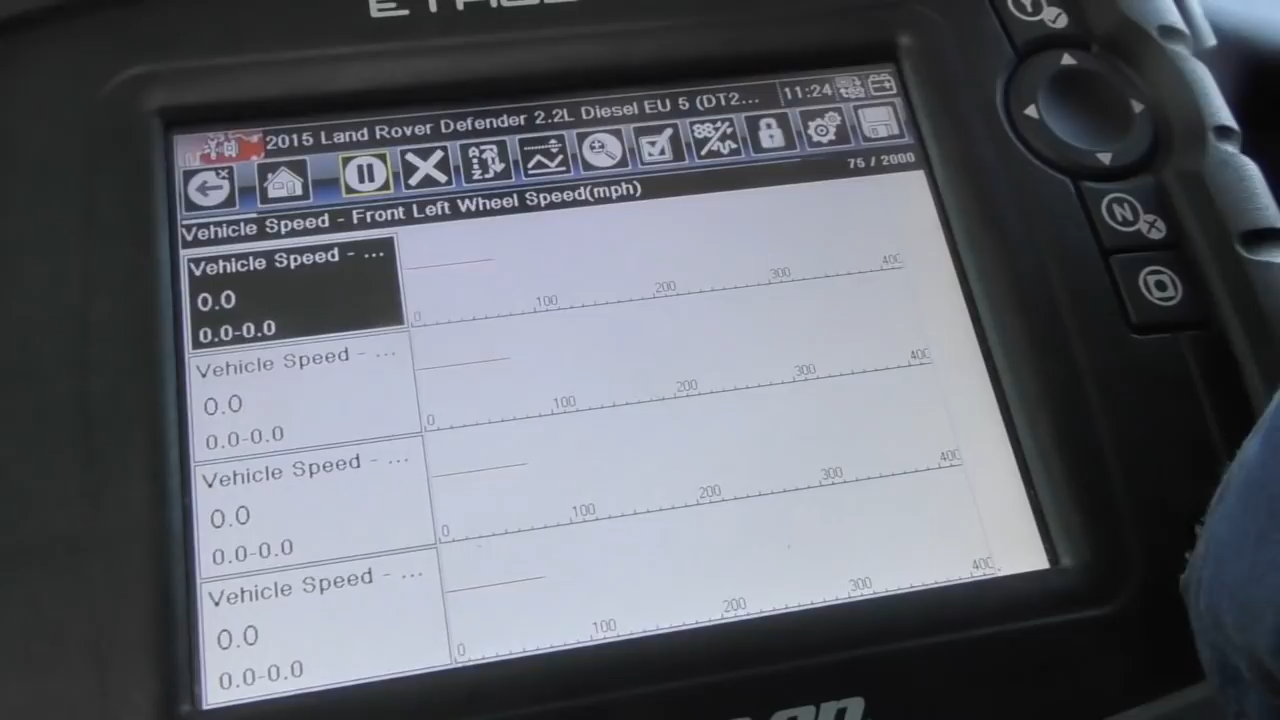 2015 Land Rover Defender 2.2L Diesel EU 5 (DT2... 11:24
75 / 2000
Vehicle Speed - Front Left Wheel Speed(mph)
Vehicle Speed - ...
0.0
0.0-0.0
0 100 200 300 400
Vehicle Speed - ...
0.0
0.0-0.0
0 100 200 300 400
Vehicle Speed - ...
0.0
0.0-0.0
0 100 200 300 400
Vehicle Speed - ...
0.0
0.0-0.0
0 100 200 300 400
Y
N